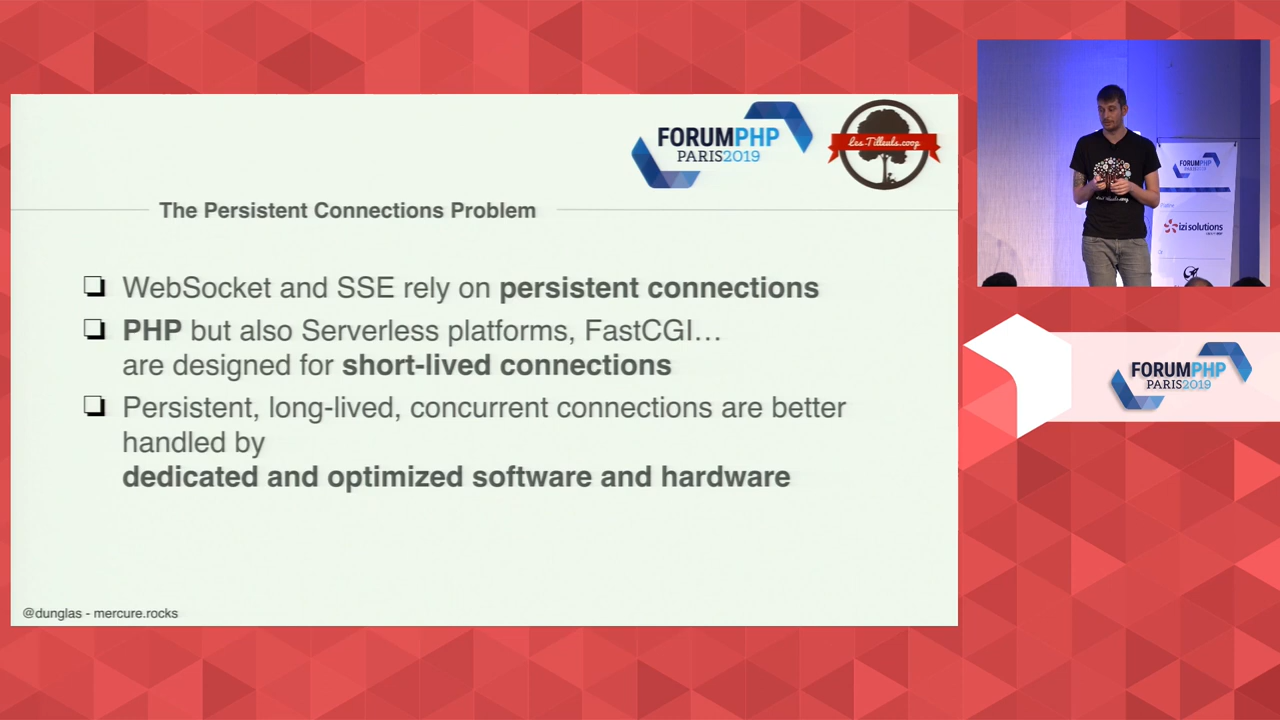 FORUMPHP
PARIS2019
Les-Tilleuls.coop
The Persistent Connections Problem
WebSocket and SSE rely on persistent connections
PHP but also Serverless platforms, FastCGI…
are designed for short-lived connections
Persistent, long-lived, concurrent connections are better
handled by
dedicated and optimized software and hardware
@dunglas - mercure.rocks
FORUMPHP
izi solutions
FORUMPHP
PARIS2019